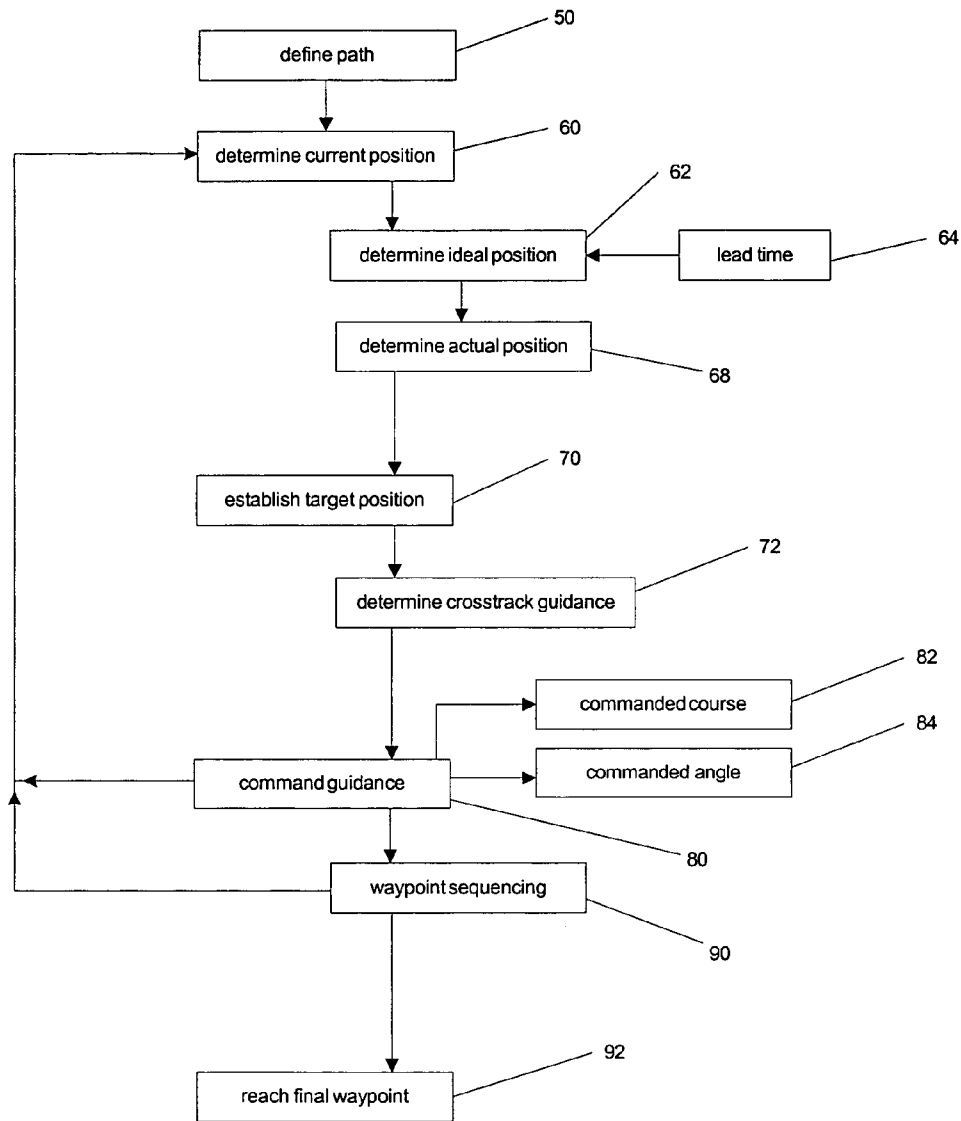 50
define path
60
determine current position
62
determine ideal position
lead time
64
determine actual position
68
70
establish target position
72
determine crosstrack guidance
82
commanded course
84
command guidance
commanded angle
80
waypoint sequencing
90
92
reach final waypoint